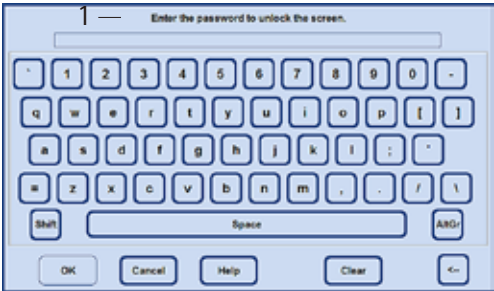 1 — Enter the password to unlock the screen.
` 1 2 3 4 5 6 7 8 9 0 -
q w e r t y u i o p [ ]
a s d f g h j k l ; '
= z x c v b n m , . / \
Shift Space AltGr
OK Cancel Help Clear <--